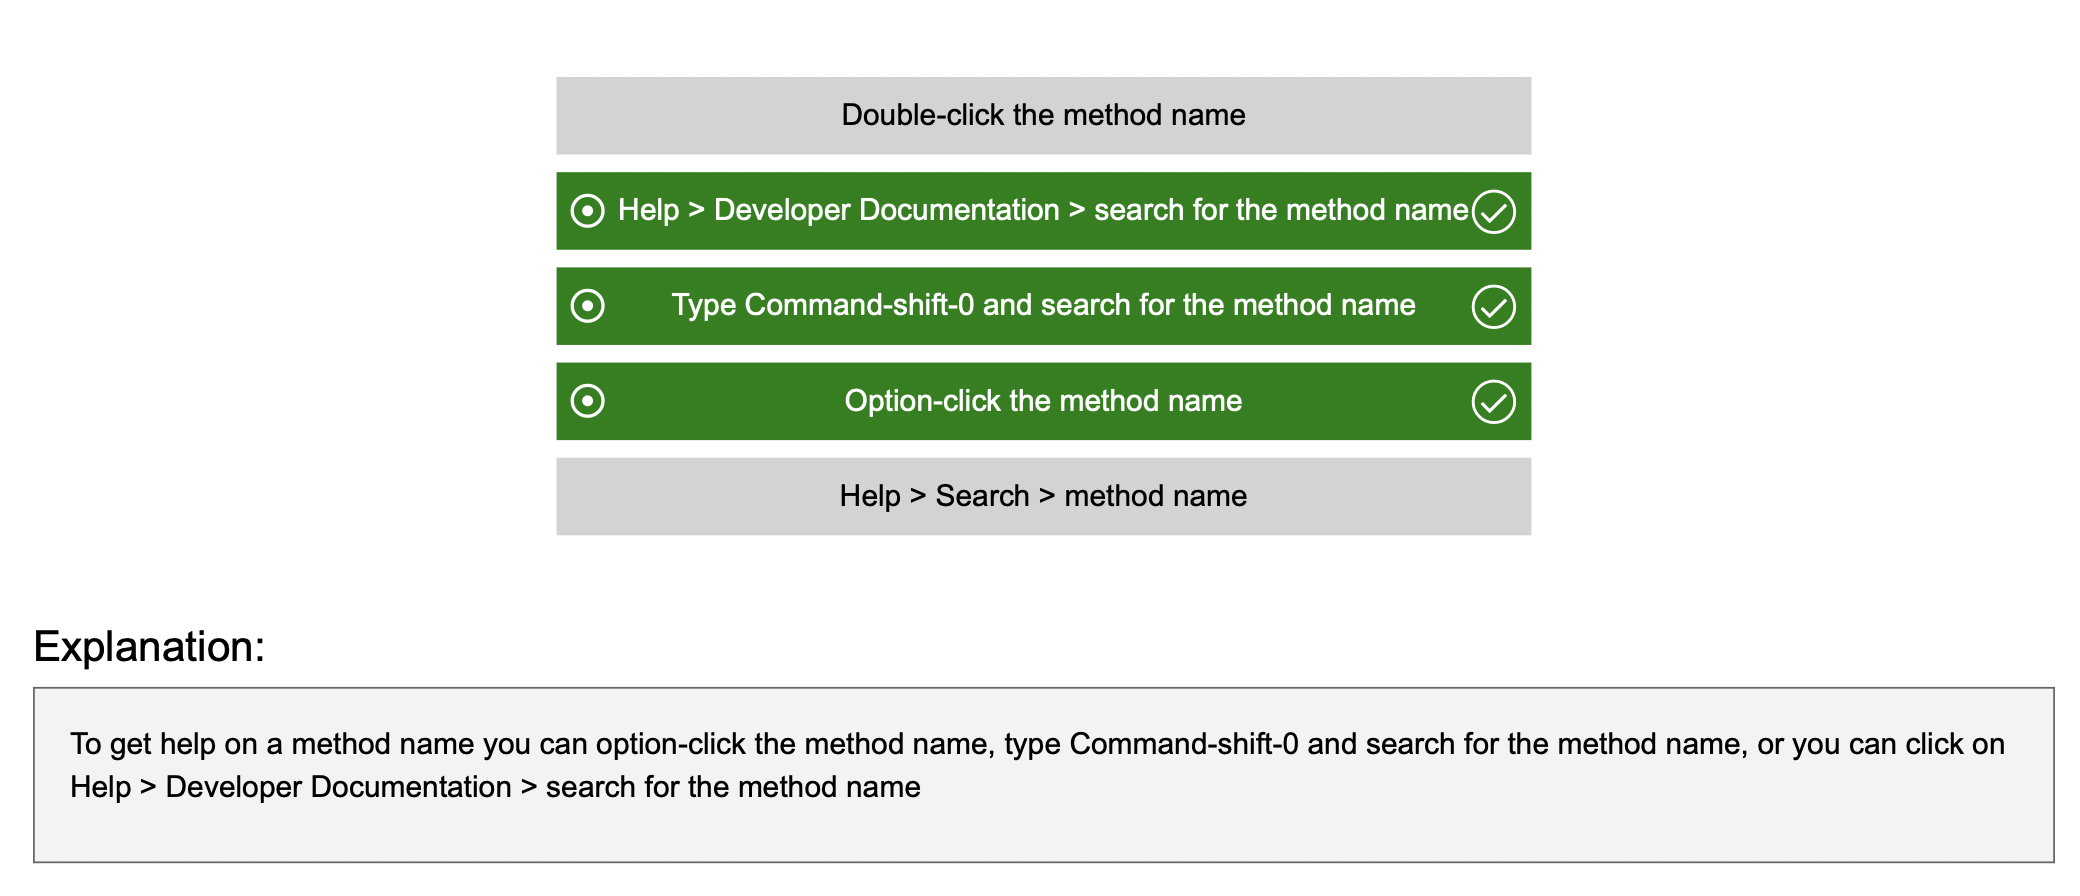 Double-click the method name
Help > Developer Documentation > search for the method name
Type Command-shift-0 and search for the method name
Option-click the method name
Help > Search > method name
Explanation:
To get help on a method name you can option-click the method name, type Command-shift-0 and search for the method name, or you can click on
Help > Developer Documentation > search for the method name